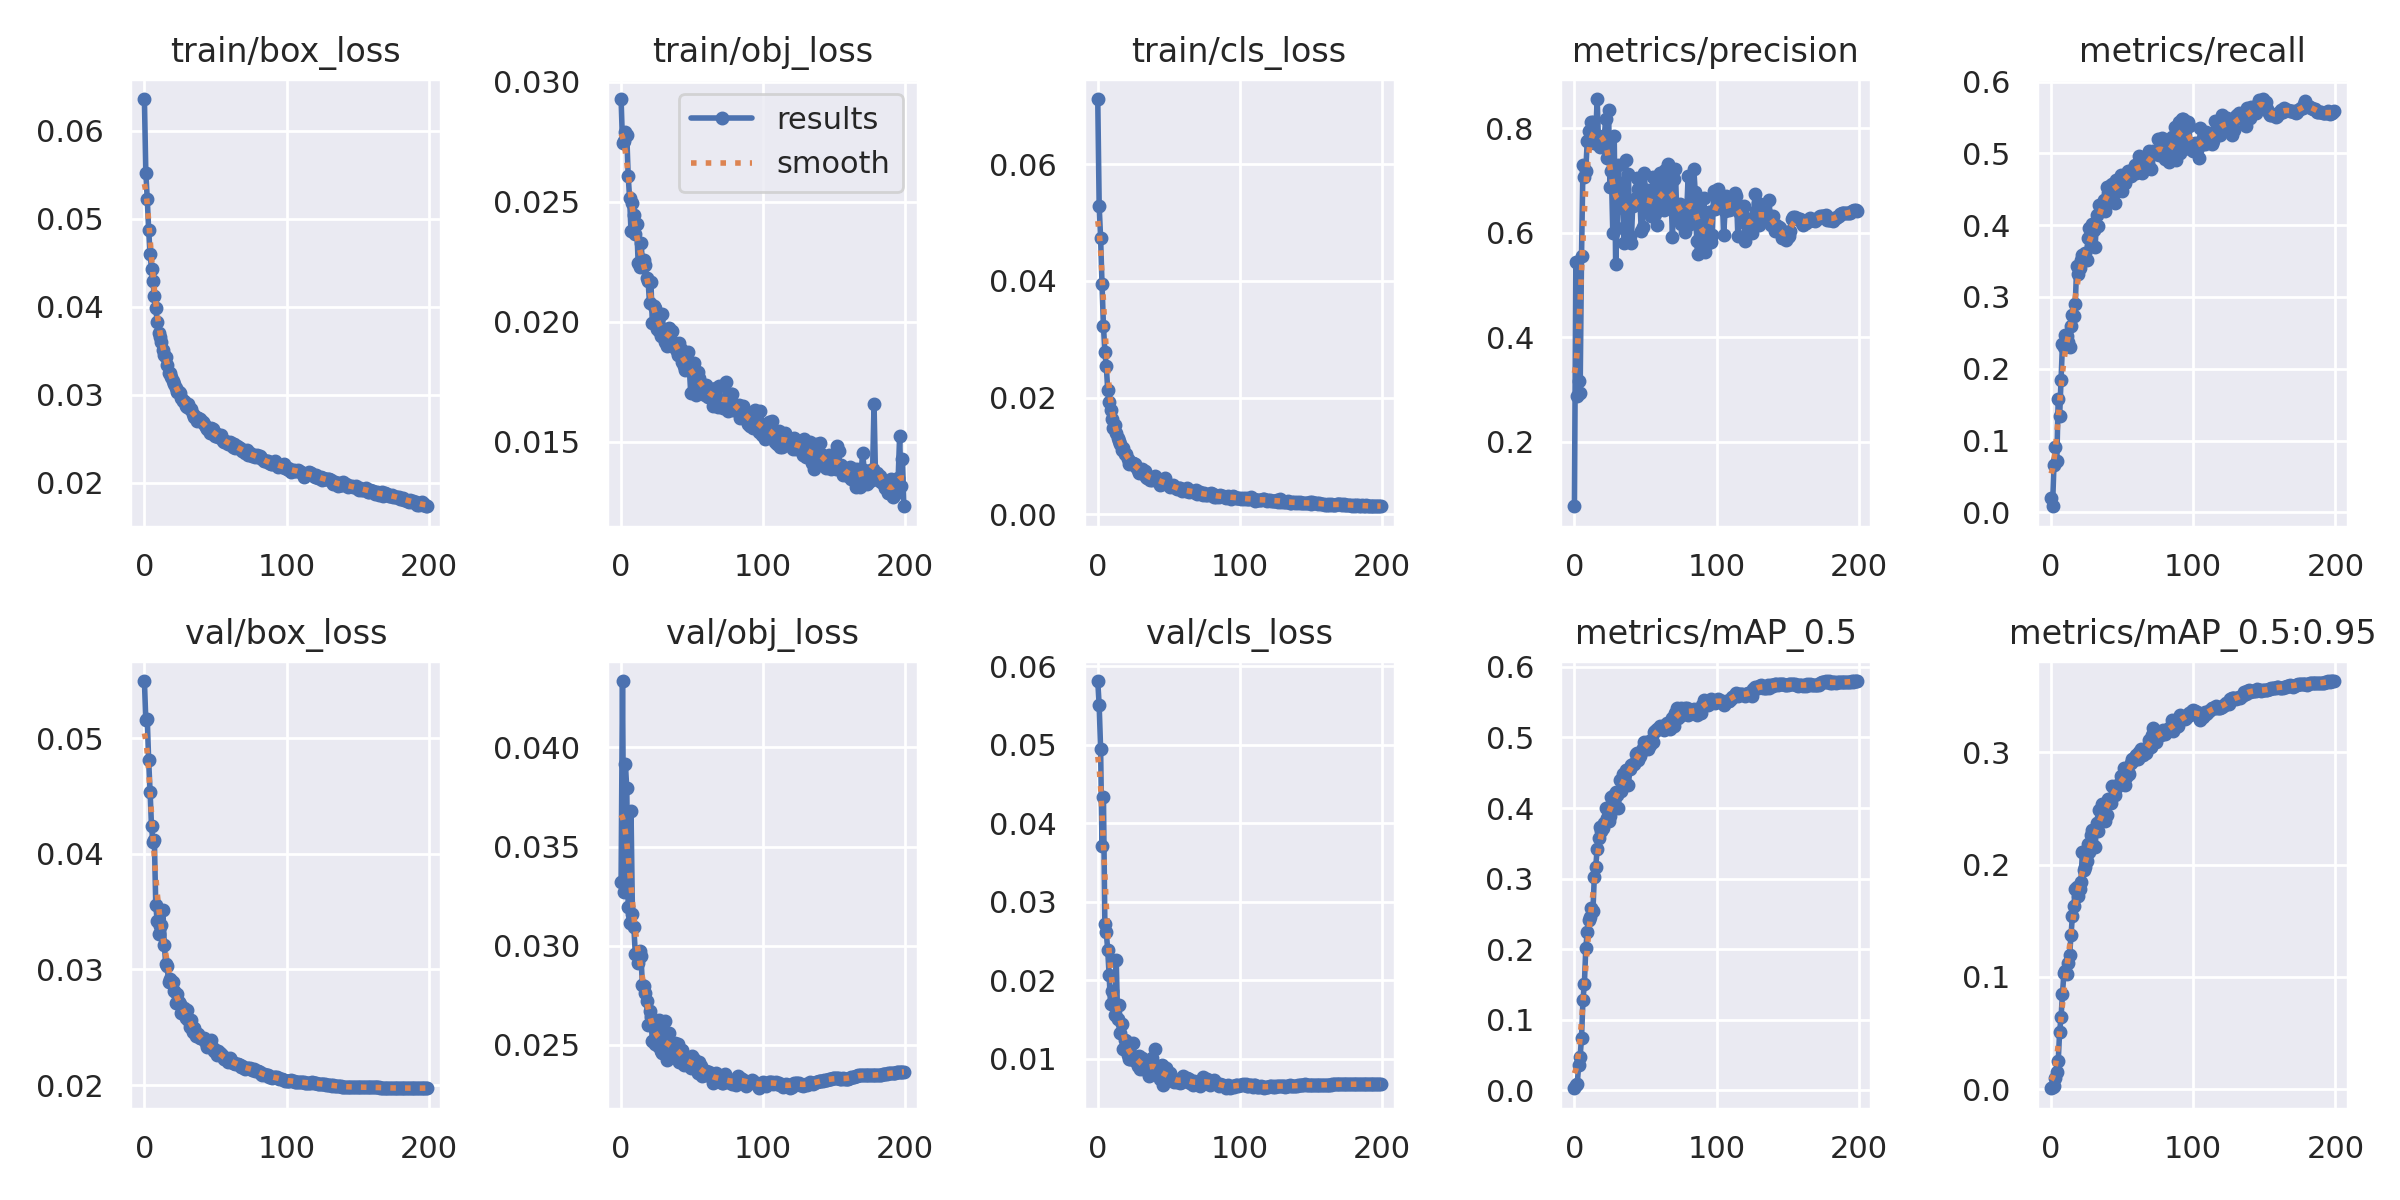 train/box_loss
0.06
0.05
0.04
0.03
0.02
0 100 200
train/obj_loss
0.030
0.025
0.020
0.015
results
smooth
0 100 200
train/cls_loss
0.06
0.04
0.02
0.00
0 100 200
metrics/precision
0.8
0.6
0.4
0.2
0 100 200
metrics/recall
0.6
0.5
0.4
0.3
0.2
0.1
0.0
0 100 200
val/box_loss
0.05
0.04
0.03
0.02
0 100 200
val/obj_loss
0.040
0.035
0.030
0.025
0 100 200
val/cls_loss
0.06
0.05
0.04
0.03
0.02
0.01
0 100 200
metrics/mAP_0.5
0.6
0.5
0.4
0.3
0.2
0.1
0.0
0 100 200
metrics/mAP_0.5:0.95
0.3
0.2
0.1
0.0
0 100 200